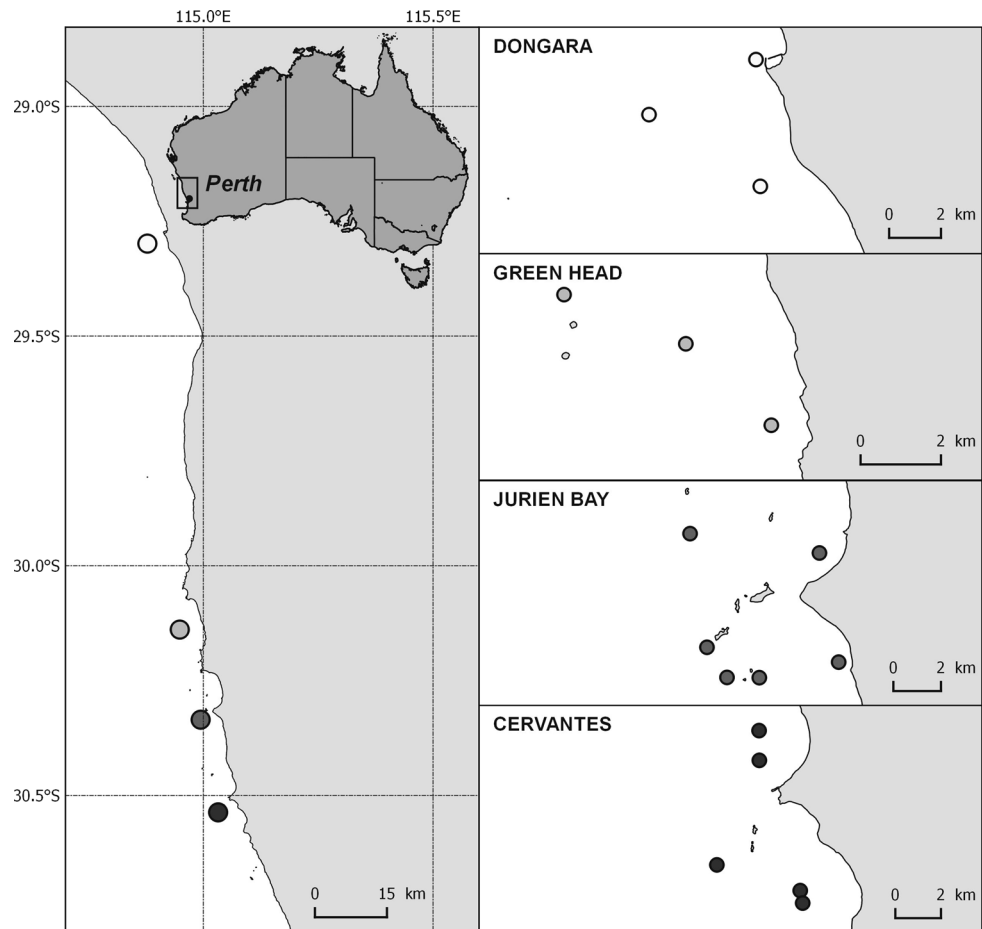 115.0°E 115.5°E
29.0°S
29.5°S
30.0°S
30.5°S
Perth
0 15 km
DONGARA
0 2 km
GREEN HEAD
0 2 km
JURIEN BAY
0 2 km
CERVANTES
0 2 km